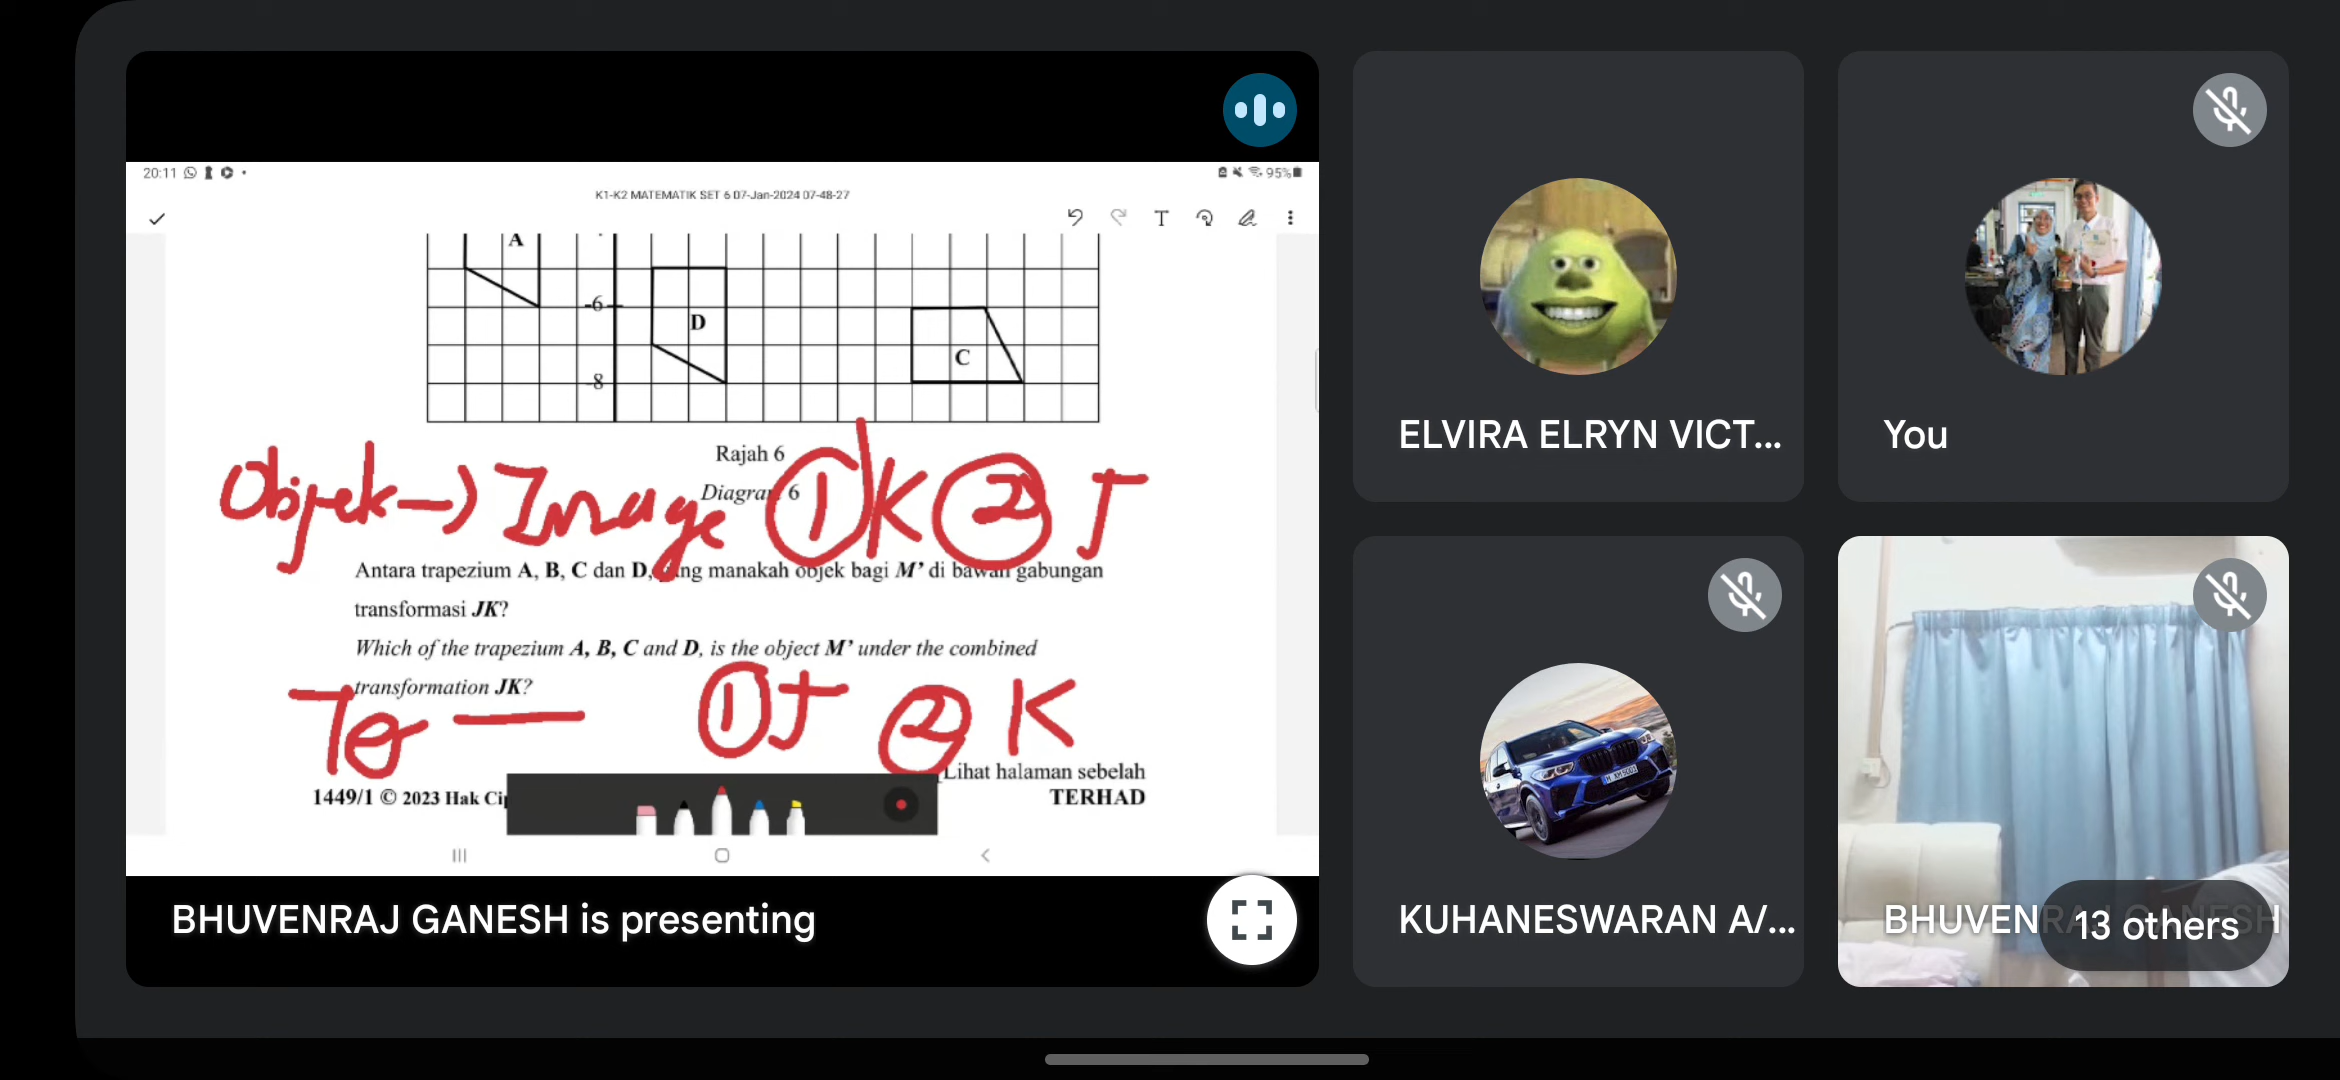 20:11
95%
K1-K2 MATEMATIK SET 6 07-Jan-2024 07-48-27
T
A
-6
D
C
-8
Rajah 6
Diagram 6
Objek → Image ① K ② J
Antara trapezium A, B, C dan D, yang manakah objek bagi M’ di bawah gabungan
transformasi JK?
Which of the trapezium A, B, C and D, is the object M’ under the combined
transformation JK?
① J ② K
[Lihat halaman sebelah
1449/1 © 2023 Hak Ci
TERHAD
BHUVENRAJ GANESH is presenting
ELVIRA ELRYN VICT...
You
KUHANESWARAN A/...
BHUVENRAJ GANESH
13 others